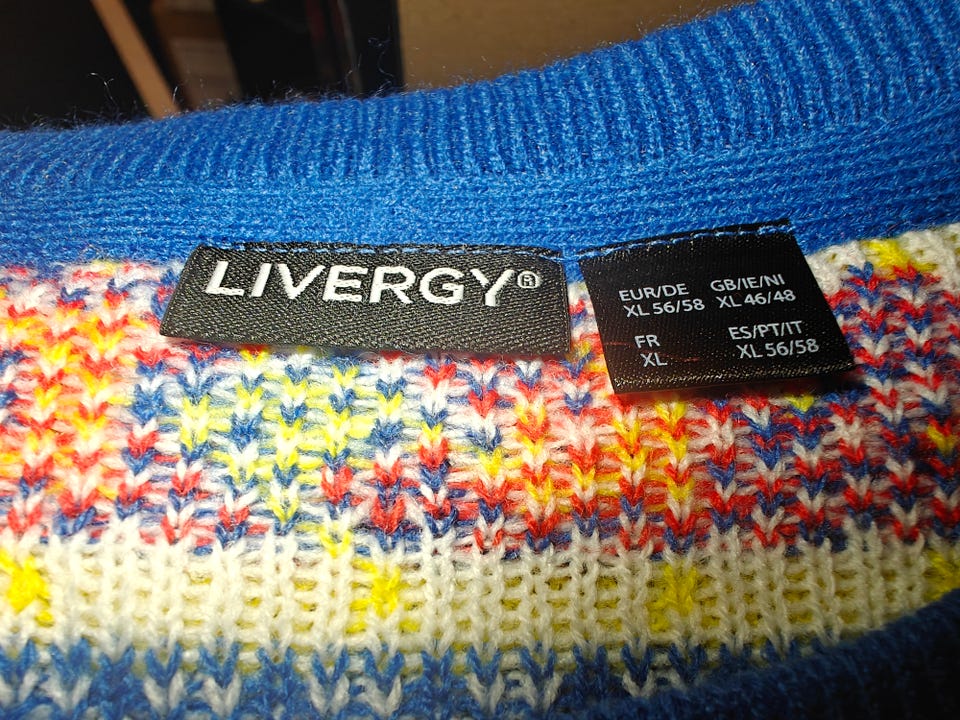 LIVERGY®
EUR/DE GB/IE/NI
XL 56/58 XL 46/48
FR ES/PT/IT
XL XL 56/58